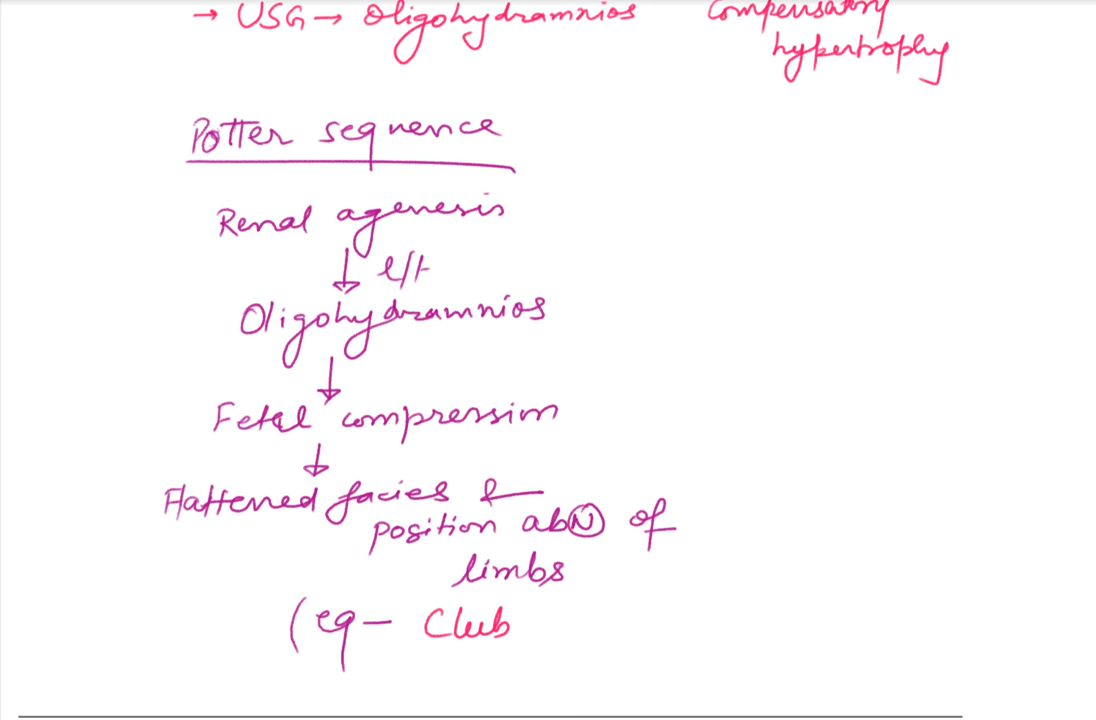 → USG → Oligohydramnios Compensatory
hypertrophy
Potter sequence
Renal agenesis
↓ l/t
Oligohydramnios
↓
Fetal compression
↓
Flattened facies &
position abⓃ of
limbs
(eg- Club